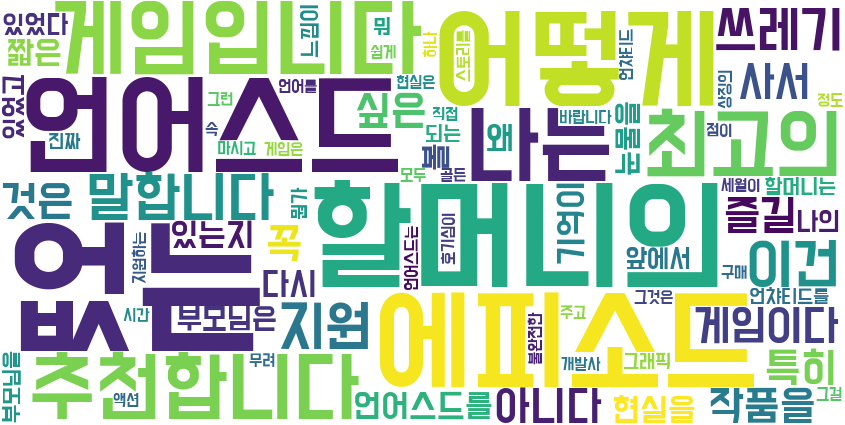 있었다
게임입니다
느낌이
뭐
쉽게
하나
스토리를
어떻게
언챠티드
쓰레기
짧은
있었고
언어스드
그런
언어를
현실은
싶은
직접
되는
나는
왜
바랍니다
눈물을
상징의
사서
정도
최고의
점이
진짜
속
마시고
게임은
볼
모두
골든
것은
말합니다
뭔가
할머니의
기억이
세월이
할머니는
즐길
나의
없는
지원하는
있는지
꼭
다시
언어스드는
호기심이
앞에서
구매
이건
그것은
언챠티드를
시간
부모님은
지원
에피소드
불완전한
주고
게임이다
부모님을
추천합니다
무려
액션
개발사
그래픽
특히
언어스드를
아니다
현실을
작품을
그걸